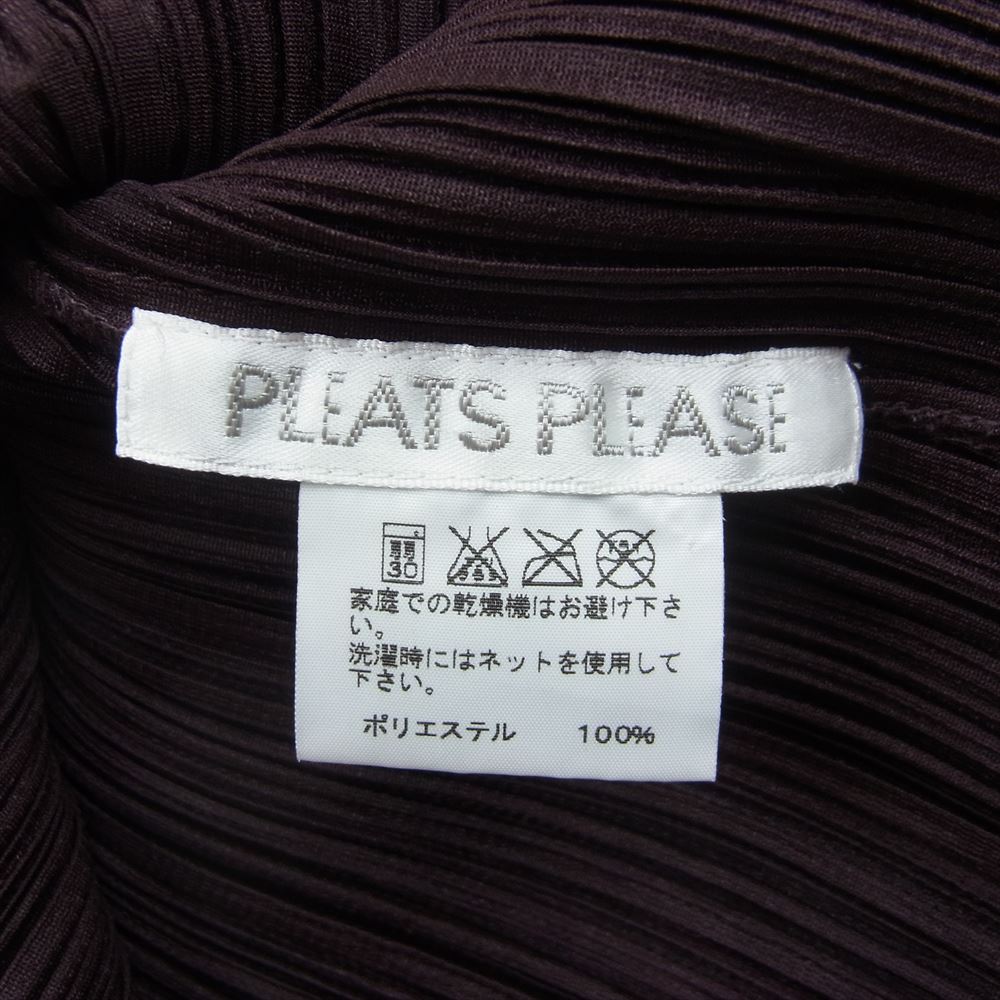 PLEATS PLEASE
弱 30
家庭での乾燥機はお避け下さ
い。
洗濯時にはネットを使用して
下さい。
ポリエステル 100%